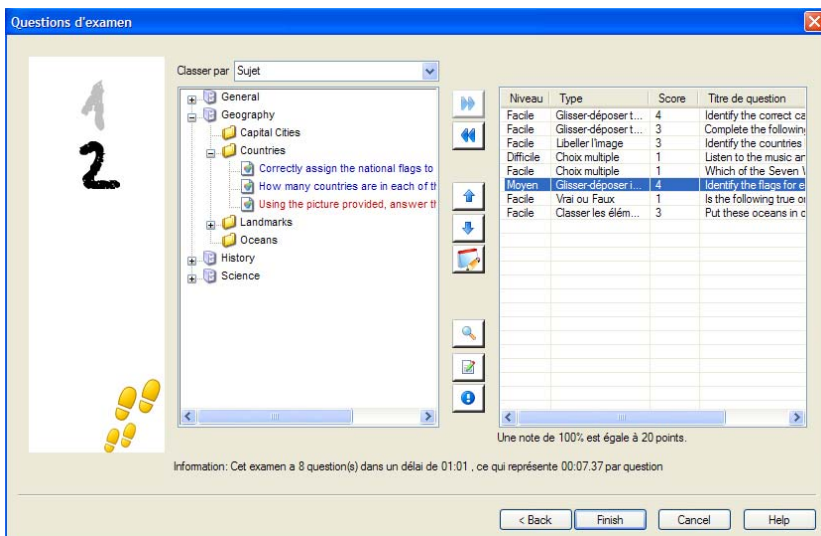 Questions d'examen
1
2
Classer par Sujet
General
Geography
Capital Cities
Countries
Correctly assign the national flags to
How many countries are in each of th
Using the picture provided, answer th
Landmarks
Oceans
History
Science
Niveau Type Score Titre de question
Facile Glisser-déposer t... 4 Identify the correct ca
Facile Glisser-déposer t... 3 Complete the following
Facile Libeller l'image 3 Identify the countries
Difficile Choix multiple 1 Listen to the music an
Facile Choix multiple 1 Which of the Seven W
Moyen Glisser-déposer i... 4 Identify the flags for e
Facile Vrai ou Faux 1 Is the following true o
Facile Classer les élém... 3 Put these oceans in o
Une note de 100% est égale à 20 points.
Information: Cet examen a 8 question(s) dans un délai de 01:01 , ce qui représente 00:07.37 par question
< Back Finish Cancel Help